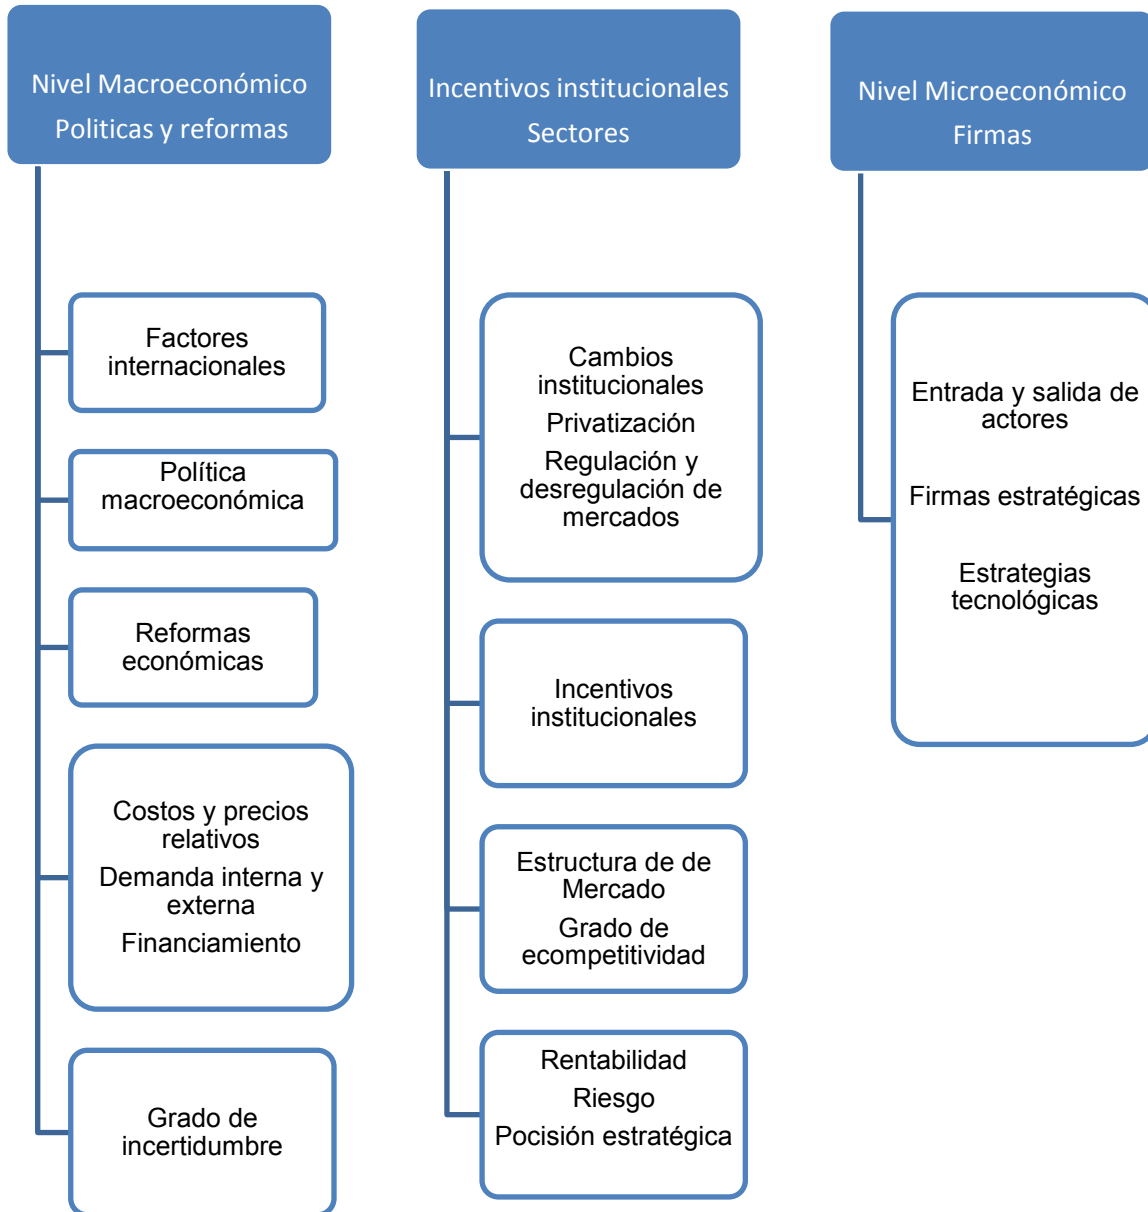 Nivel Macroeconómico
Politicas y reformas
Factores
internacionales
Política
macroeconómica
Reformas
económicas
Costos y precios
relativos
Demanda interna y
externa
Financiamiento
Grado de
incertidumbre
Incentivos institucionales
Sectores
Cambios
institucionales
Privatización
Regulación y
desregulación de
mercados
Incentivos
institucionales
Estructura de de
Mercado
Grado de
ecompetitividad
Rentabilidad
Riesgo
Pocisión estratégica
Nivel Microeconómico
Firmas
Entrada y salida de
actores
Firmas estratégicas
Estrategias
tecnológicas